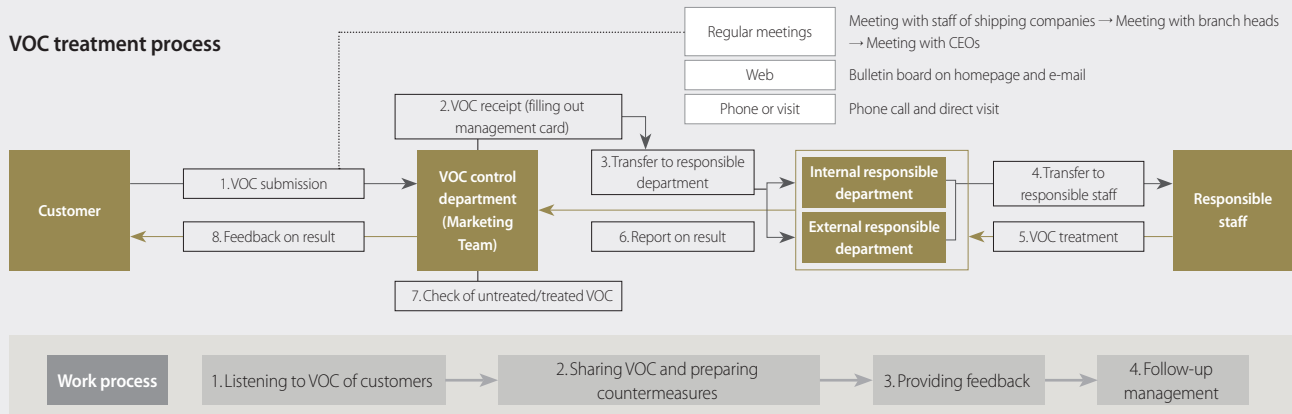 VOC treatment process
Regular meetings
Meeting with staff of shipping companies → Meeting with branch heads
→ Meeting with CEOs
Web
Bulletin board on homepage and e-mail
Phone or visit
Phone call and direct visit
2.VOC receipt (filling out
management card)
3.Transfer to responsible
department
Customer
1.VOC submission
8.Feedback on result
VOC control
department
(Marketing
Team)
6.Report on result
Internal responsible
department
External responsible
department
4.Transfer to
responsible staff
5.VOC treatment
Responsible
staff
7.Check of untreated/treated VOC
Work process
1.Listening to VOC of customers
2.Sharing VOC and preparing
countermeasures
3.Providing feedback
4.Follow-up
management